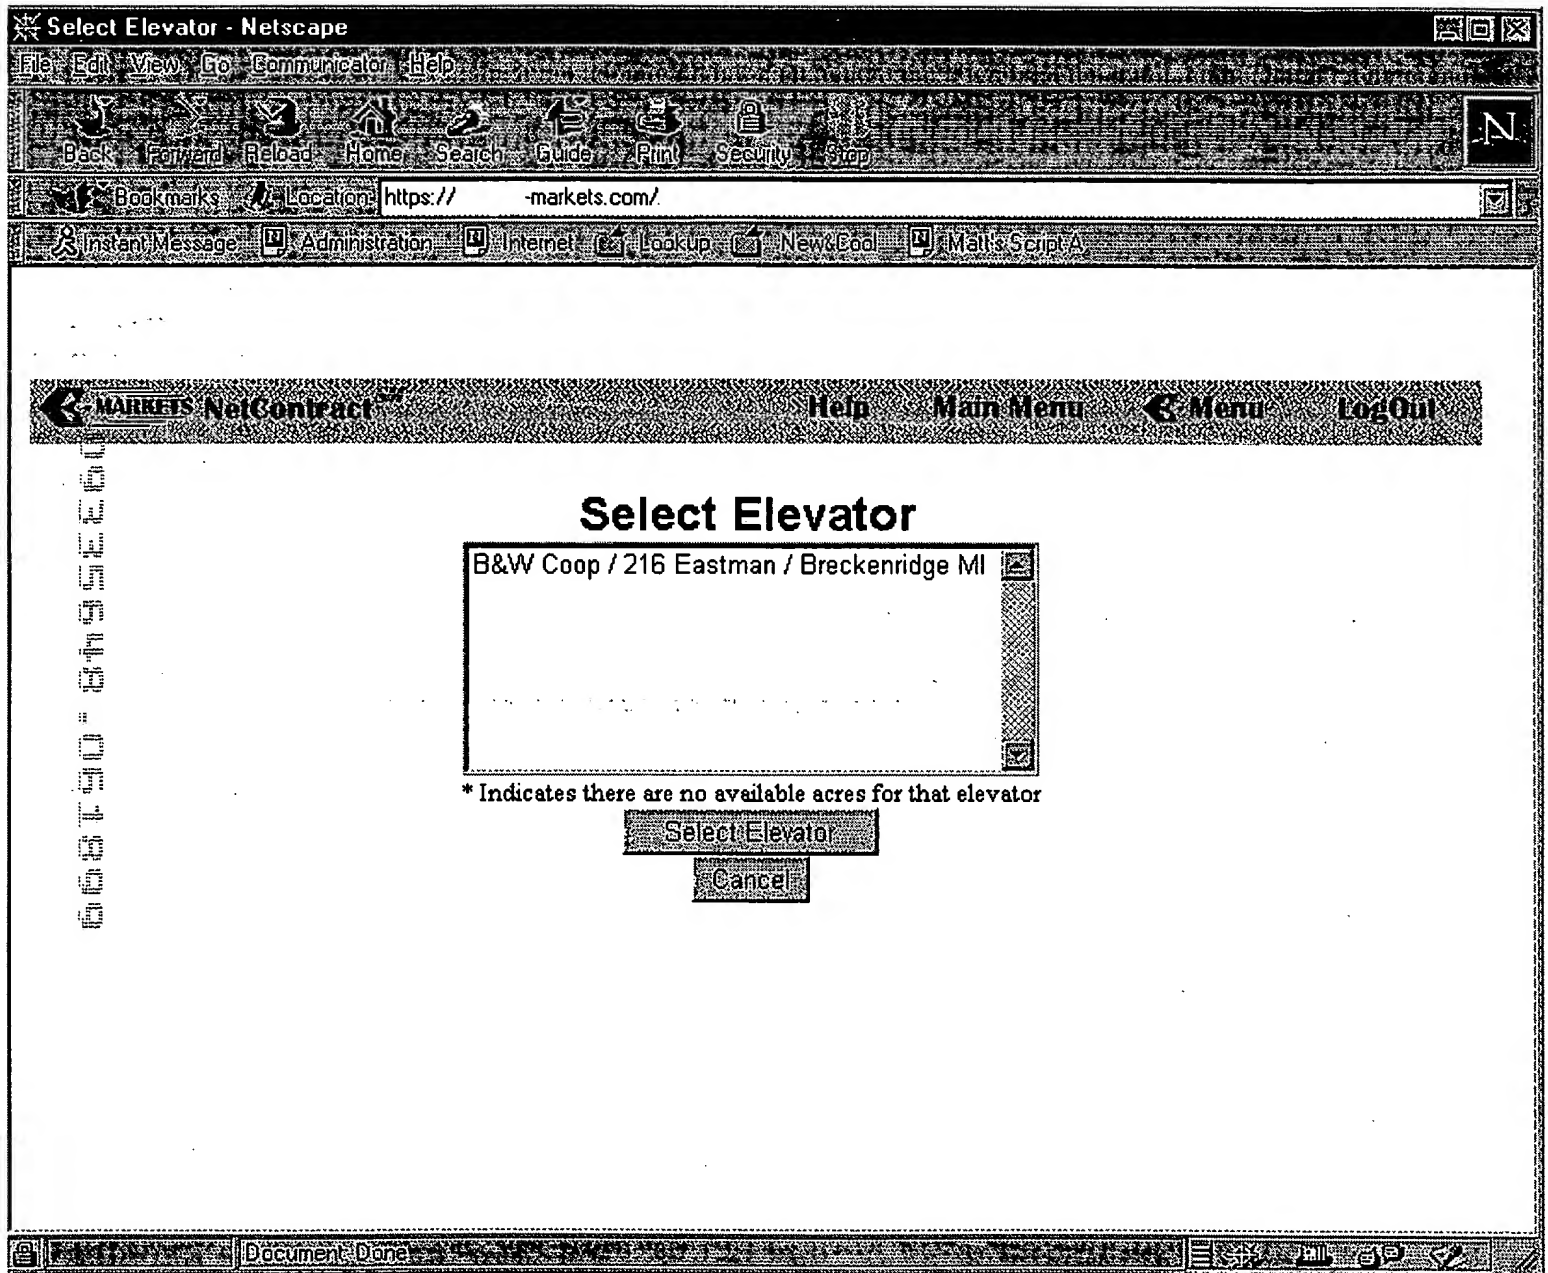 Select Elevator - Netscape
File Edit View Go Communicator Help
Back Forward Reload Home Search Guide Print Security Stop
N
Bookmarks Location: https:// -markets.com/
Instant Message Administration Internet Lookup New&Cool Matt's Script A
-MARKETS NetContract SM Help Main Menu -Menu LogOut
09335648 - 051899
Select Elevator
B&W Coop / 216 Eastman / Breckenridge MI
* Indicates there are no available acres for that elevator
Select Elevator
Cancel
Document: Done